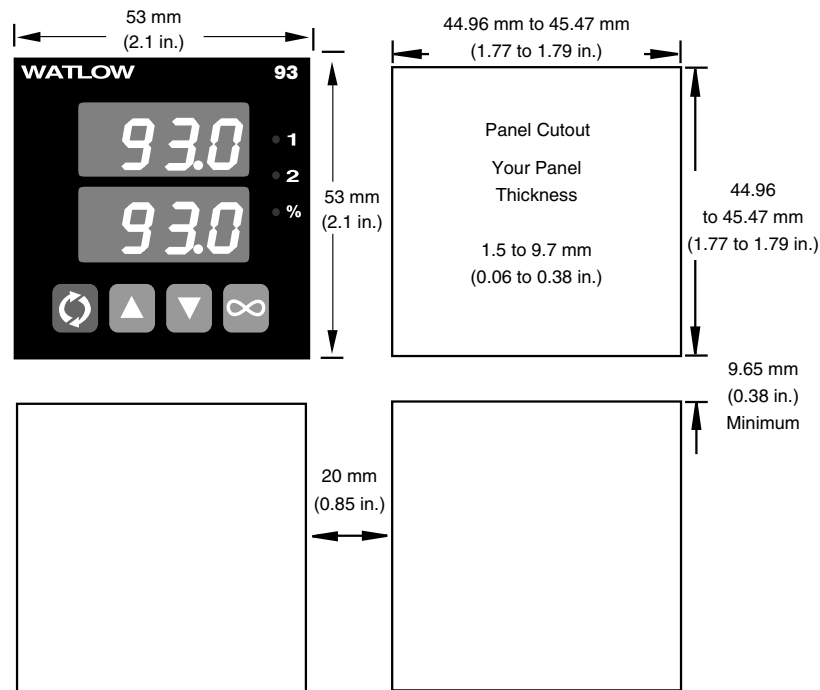 53 mm
(2.1 in.)
WATLOW 93
93.0
1
2
93.0
%
53 mm
(2.1 in.)
44.96 mm to 45.47 mm
(1.77 to 1.79 in.)
Panel Cutout
Your Panel
Thickness
1.5 to 9.7 mm
(0.06 to 0.38 in.)
44.96
to 45.47 mm
(1.77 to 1.79 in.)
9.65 mm
(0.38 in.)
Minimum
20 mm
(0.85 in.)